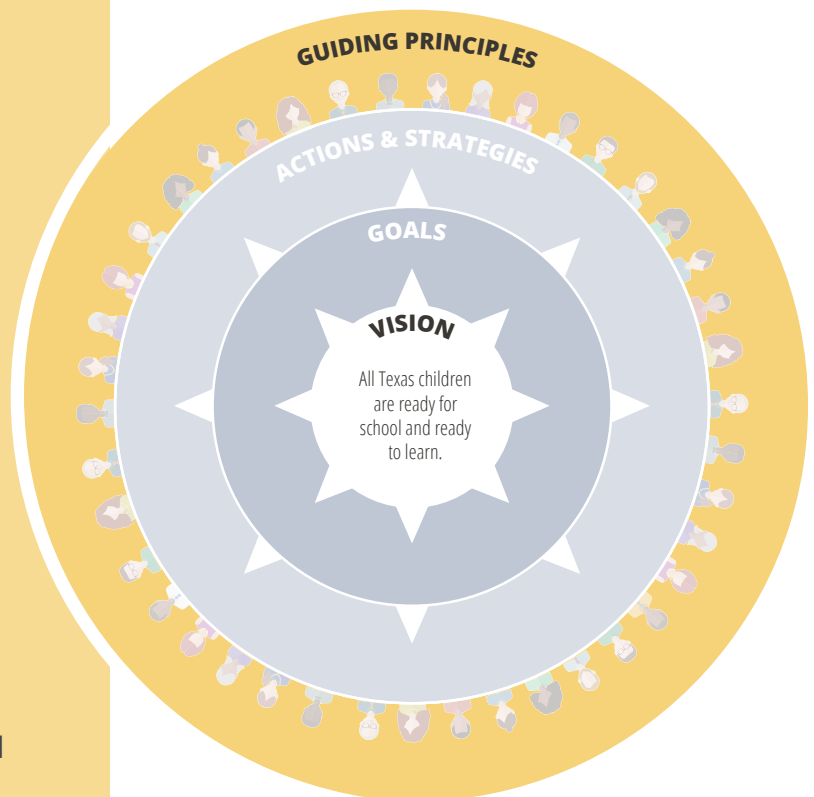 GUIDING PRINCIPLES
ACTIONS & STRATEGIES
GOALS
VISION
All Texas children
are ready for
school and ready
to learn.